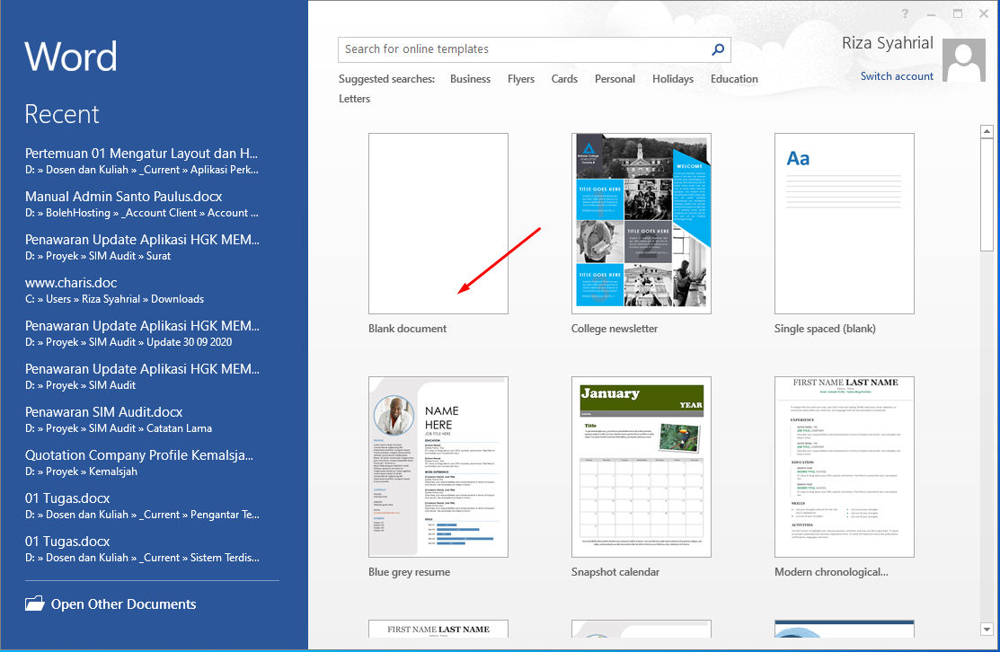 ?
Word
Recent
Pertemuan 01 Mengatur Layout dan H...
D: » Dosen dan Kuliah » _Current » Aplikasi Perk...
Manual Admin Santo Paulus.docx
D: » BolehHosting » _Account Client » Account ...
Penawaran Update Aplikasi HGK MEM...
D: » Proyek » SIM Audit » Surat
www.charis.doc
C: » Users » Riza Syahrial » Downloads
Penawaran Update Aplikasi HGK MEM...
D: » Proyek » SIM Audit » Update 30 09 2020
Penawaran Update Aplikasi HGK MEM...
D: » Proyek » SIM Audit
Penawaran SIM Audit.docx
D: » Proyek » SIM Audit » Catatan Lama
Quotation Company Profile Kemalsja...
D: » Proyek » Kemalsjah
01 Tugas.docx
D: » Dosen dan Kuliah » _Current » Pengantar Te...
01 Tugas.docx
D: » Dosen dan Kuliah » _Current » Sistem Terdis...
Open Other Documents
Search for online templates
Riza Syahrial
Switch account
Suggested searches: Business Flyers Cards Personal Holidays Education
Letters
Blank document
WELCOME
TITLE GOES HERE
TITLE GOES HERE
2
TITLE GOES HERE
College newsletter
Aa
Single spaced (blank)
NAME
HERE
JOB TITLE HERE
EDUCATION
WORK EXPERIENCE
SKILLS
Blue grey resume
January
YEAR
Title
Snapshot calendar
FIRST NAME LAST NAME
EXPERIENCE
EDUCATION
SKILLS
ACTIVITIES
Modern chronological...
FIRST NAME LAST NAME